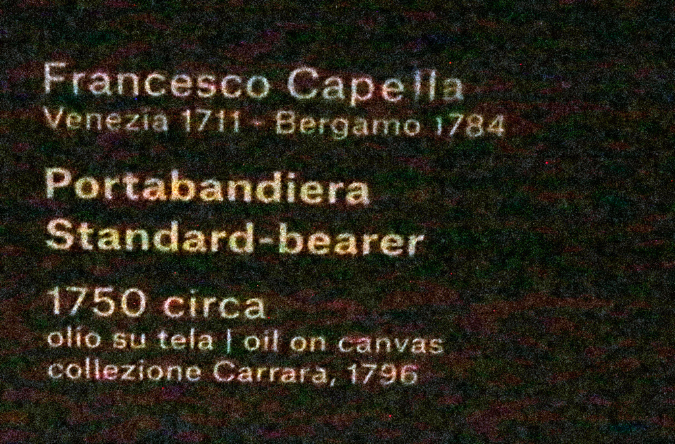 Francesco Capella
Venezia 1711 - Bergamo 1784
Portabandiera
Standard-bearer
1750 circa
olio su tela | oil on canvas
collezione Carrara, 1796